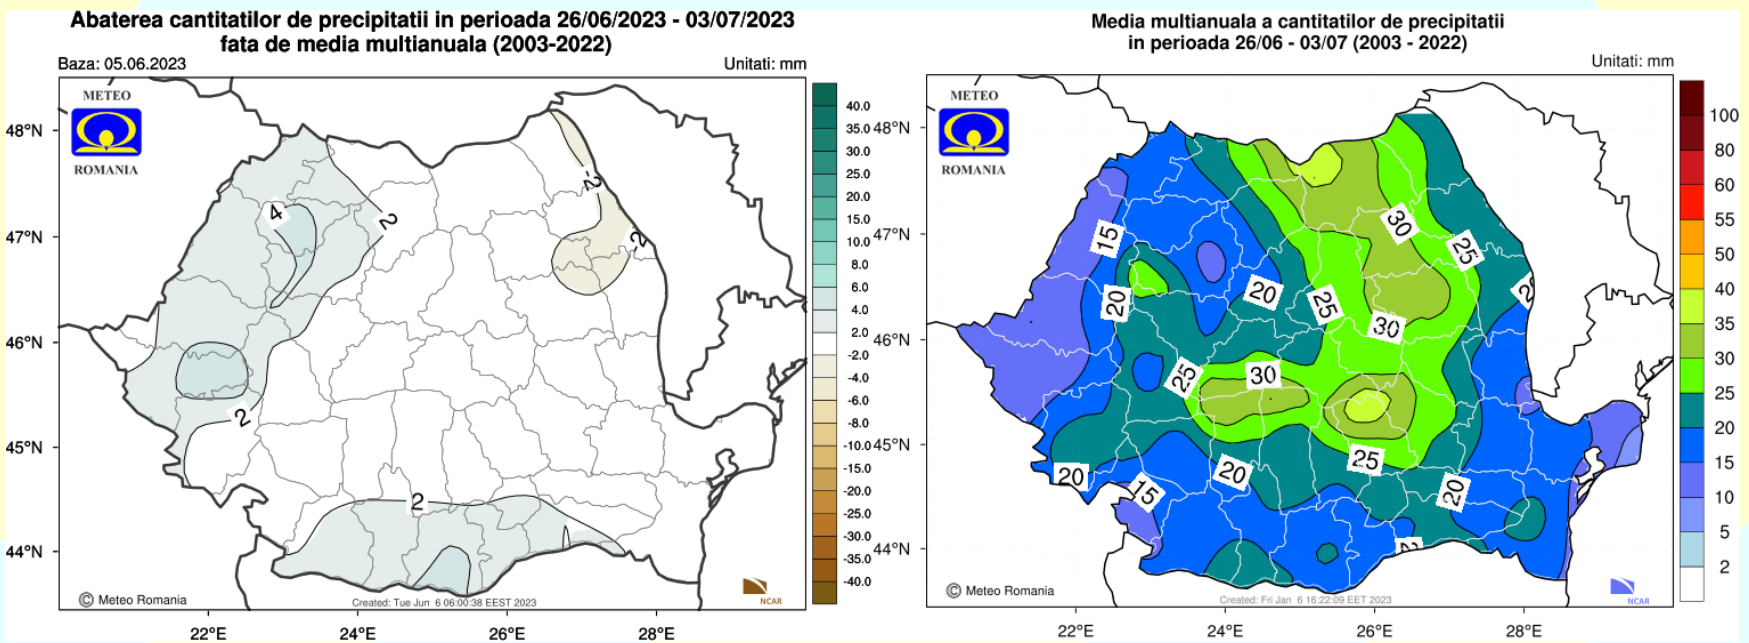 Abaterea cantitatilor de precipitatii in perioada 26/06/2023 - 03/07/2023
fata de media multianuala (2003-2022)
Baza: 05.06.2023
Unitati: mm
METEO
ROMANIA
48°N
47°N
46°N
45°N
44°N
4
2
-2
-2
2
2
40.0
35.0
30.0
25.0
20.0
15.0
10.0
8.0
6.0
4.0
2.0
-2.0
-4.0
-6.0
-8.0
-10.0
-15.0
-20.0
-25.0
-30.0
-35.0
-40.0
© Meteo Romania
Created: Tue Jun 6 06:00:38 EEST 2023
NCAR
22°E
24°E
26°E
28°E
Media multianuala a cantitatilor de precipitatii
in perioada 26/06 - 03/07 (2003 - 2022)
Unitati: mm
METEO
ROMANIA
48°N
47°N
46°N
45°N
44°N
15
30
25
20
20
25
30
25
30
25
20
15
20
20
100
80
60
55
50
40
35
30
25
20
15
10
5
2
© Meteo Romania
Created: Fri Jan 6 16:22:09 EET 2023
NCAR
22°E
24°E
26°E
28°E